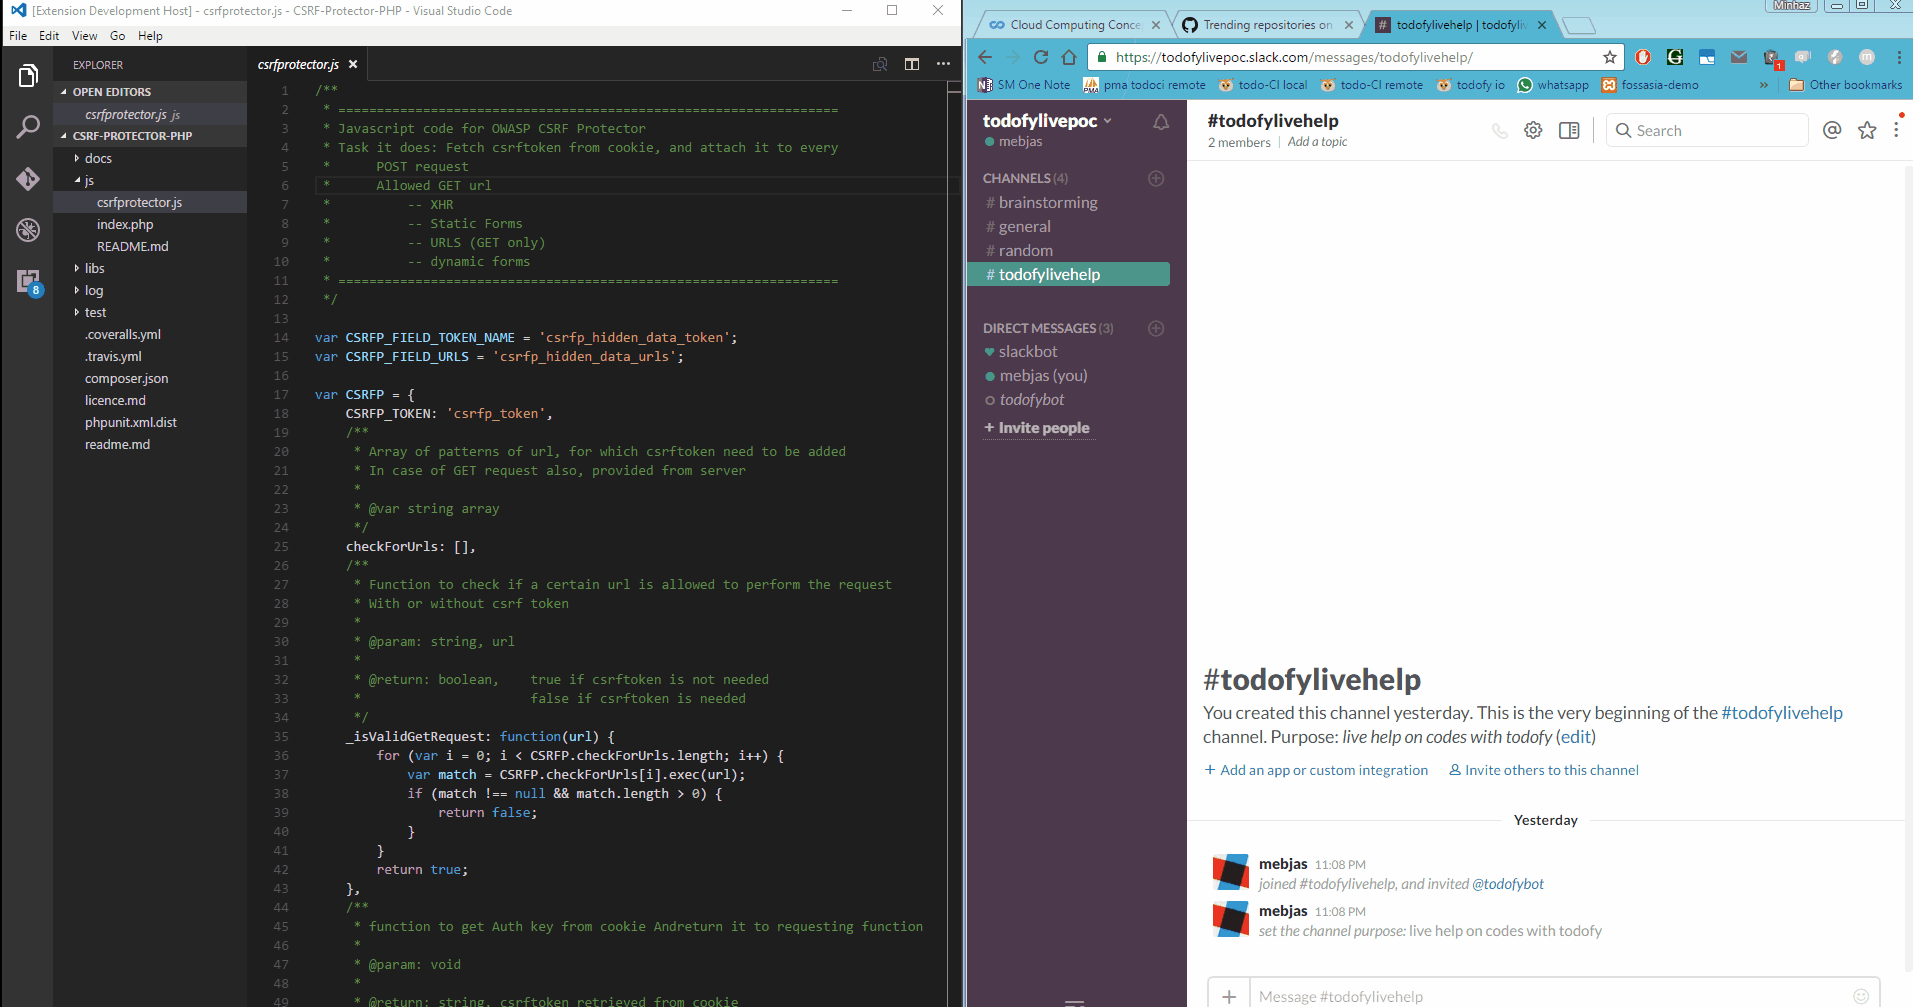 [Extension Development Host] - csrfprotector.js - CSRF-Protector-PHP - Visual Studio Code
File Edit View Go Help
EXPLORER
OPEN EDITORS
csrfprotector.js js
CSRF-PROTECTOR-PHP
docs
js
csrfprotector.js
index.php
README.md
libs
log
test
.coveralls.yml
.travis.yml
composer.json
licence.md
phpunit.xml.dist
readme.md
8
csrfprotector.js
1 /**
2 * =================================================================
3 * Javascript code for OWASP CSRF Protector
4 * Task it does: Fetch csrftoken from cookie, and attach it to every
5 * POST request
6 * Allowed GET url
7 * -- XHR
8 * -- Static Forms
9 * -- URLS (GET only)
10 * -- dynamic forms
11 * =================================================================
12 */
13
14 var CSRFP_FIELD_TOKEN_NAME = 'csrfp_hidden_data_token';
15 var CSRFP_FIELD_URLS = 'csrfp_hidden_data_urls';
16
17 var CSRFP = {
18 CSRFP_TOKEN: 'csrfp_token',
19 /**
20 * Array of patterns of url, for which csrftoken need to be added
21 * In case of GET request also, provided from server
22 *
23 * @var string array
24 */
25 checkForUrls: [],
26 /**
27 * Function to check if a certain url is allowed to perform the request
28 * With or without csrf token
29 *
30 * @param: string, url
31 *
32 * @return: boolean, true if csrftoken is not needed
33 * false if csrftoken is needed
34 */
35 _isValidGetRequest: function(url) {
36 for (var i = 0; i < CSRFP.checkForUrls.length; i++) {
37 var match = CSRFP.checkForUrls[i].exec(url);
38 if (match !== null && match.length > 0) {
39 return false;
40 }
41 }
42 return true;
43 },
44 /**
45 * function to get Auth key from cookie Andreturn it to requesting function
46 *
47 * @param: void
48 *
49 * @return: string, csrftoken retrieved from cookie
Minhaz
Cloud Computing Conce
Trending repositories on
todofylivehelp | todofyliv
https://todofylivepoc.slack.com/messages/todofylivehelp/
1
SM One Note
pma todoci remote
todo-CI local
todo-CI remote
todofy io
whatsapp
fossasia-demo
» Other bookmarks
todofylivepoc
mebjas
CHANNELS (4)
# brainstorming
# general
# random
# todofylivehelp
DIRECT MESSAGES (3)
slackbot
mebjas (you)
todofybot
+ Invite people
#todofylivehelp
2 members | Add a topic
Search
#todofylivehelp
You created this channel yesterday. This is the very beginning of the #todofylivehelp
channel. Purpose: live help on codes with todofy (edit)
+ Add an app or custom integration Invite others to this channel
Yesterday
mebjas 11:08 PM
joined #todofylivehelp, and invited @todofybot
mebjas 11:08 PM
set the channel purpose: live help on codes with todofy
+ Message #todofylivehelp